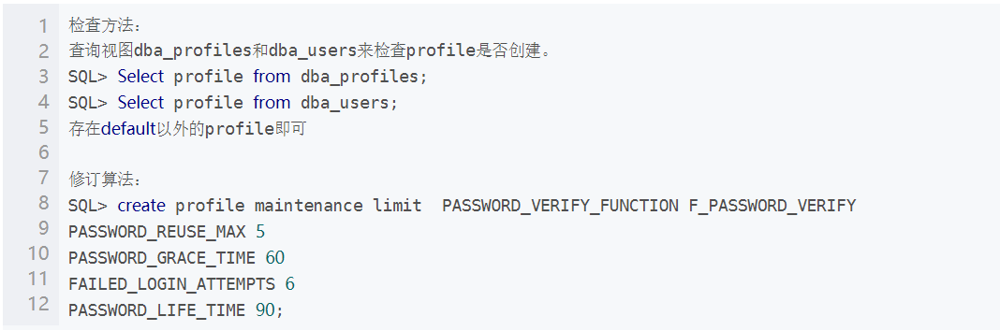 1 检查方法:
2 查询视图dba_profiles和dba_users来检查profile是否创建。
3 SQL> Select profile from dba_profiles;
4 SQL> Select profile from dba_users;
5 存在default以外的profile即可
6
7 修订算法:
8 SQL> create profile maintenance limit  PASSWORD_VERIFY_FUNCTION F_PASSWORD_VERIFY
9 PASSWORD_REUSE_MAX 5
10 PASSWORD_GRACE_TIME 60
11 FAILED_LOGIN_ATTEMPTS 6
12 PASSWORD_LIFE_TIME 90;